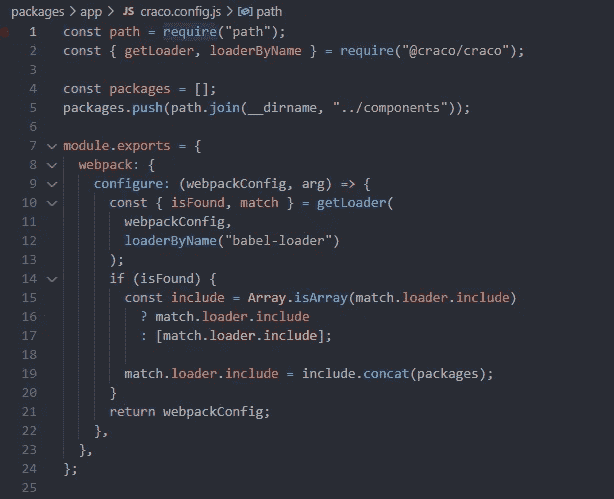 packages > app > JS craco.config.js > path
1 const path = require("path");
2 const { getLoader, loaderByName } = require("@craco/craco");
3
4 const packages = [];
5 packages.push(path.join(__dirname, "../components"));
6
7 module.exports = {
8 webpack: {
9 configure: (webpackConfig, arg) => {
10 const { isFound, match } = getLoader(
11 webpackConfig,
12 loaderByName("babel-loader")
13 );
14 if (isFound) {
15 const include = Array.isArray(match.loader.include)
16 ? match.loader.include
17 : [match.loader.include];
18
19 match.loader.include = include.concat(packages);
20 }
21 return webpackConfig;
22 },
23 },
24 };
25